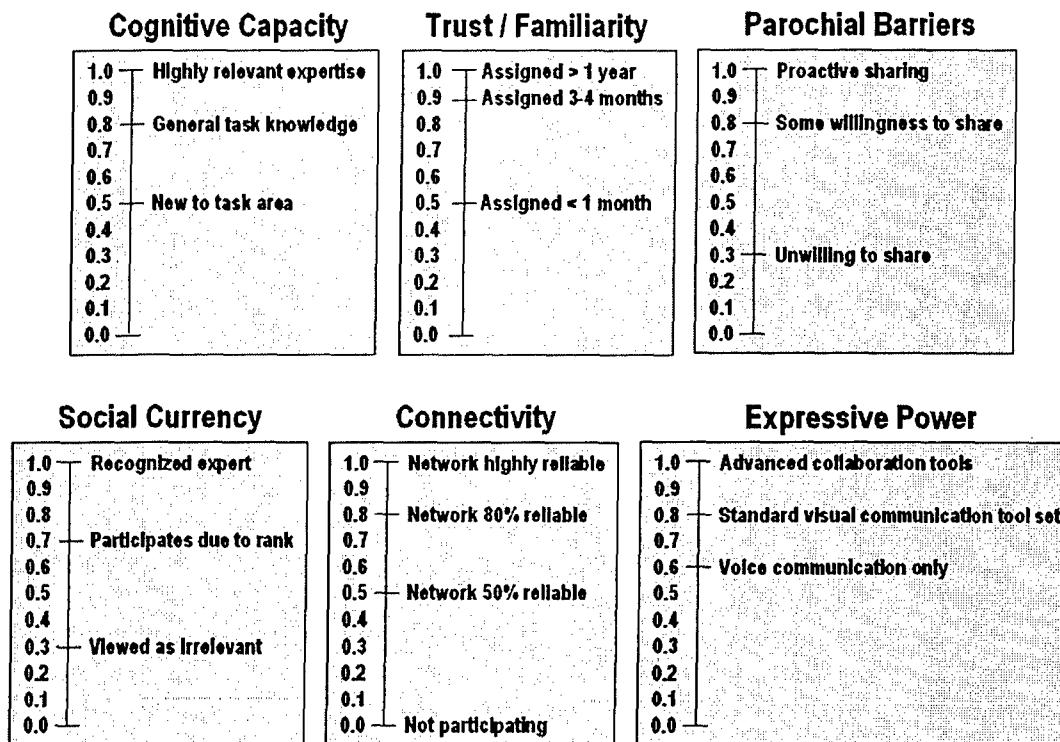 Cognitive Capacity
1.0 Highly relevant expertise
0.9
0.8 General task knowledge
0.7
0.6
0.5 New to task area
0.4
0.3
0.2
0.1
0.0
Trust / Familiarity
1.0 Assigned > 1 year
0.9 Assigned 3-4 months
0.8
0.7
0.6
0.5 Assigned < 1 month
0.4
0.3
0.2
0.1
0.0
Parochial Barriers
1.0 Proactive sharing
0.9
0.8 Some willingness to share
0.7
0.6
0.5
0.4
0.3 Unwilling to share
0.2
0.1
0.0
Social Currency
1.0 Recognized expert
0.9
0.8
0.7 Participates due to rank
0.6
0.5
0.4
0.3 Viewed as irrelevant
0.2
0.1
0.0
Connectivity
1.0 Network highly reliable
0.9
0.8 Network 80% reliable
0.7
0.6
0.5 Network 50% reliable
0.4
0.3
0.2
0.1
0.0 Not participating
Expressive Power
1.0 Advanced collaboration tools
0.9
0.8 Standard visual communication tool set
0.7
0.6 Voice communication only
0.5
0.4
0.3
0.2
0.1
0.0